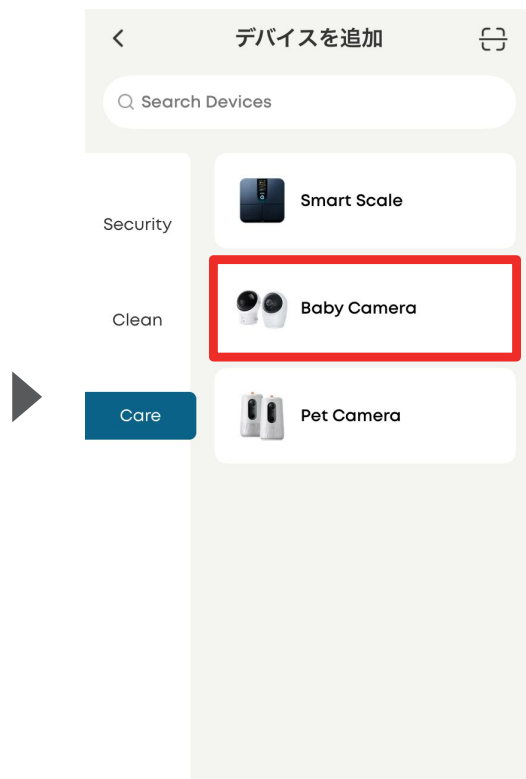 デバイスを追加
Search Devices
Security
Clean
Care
Smart Scale
Baby Camera
Pet Camera